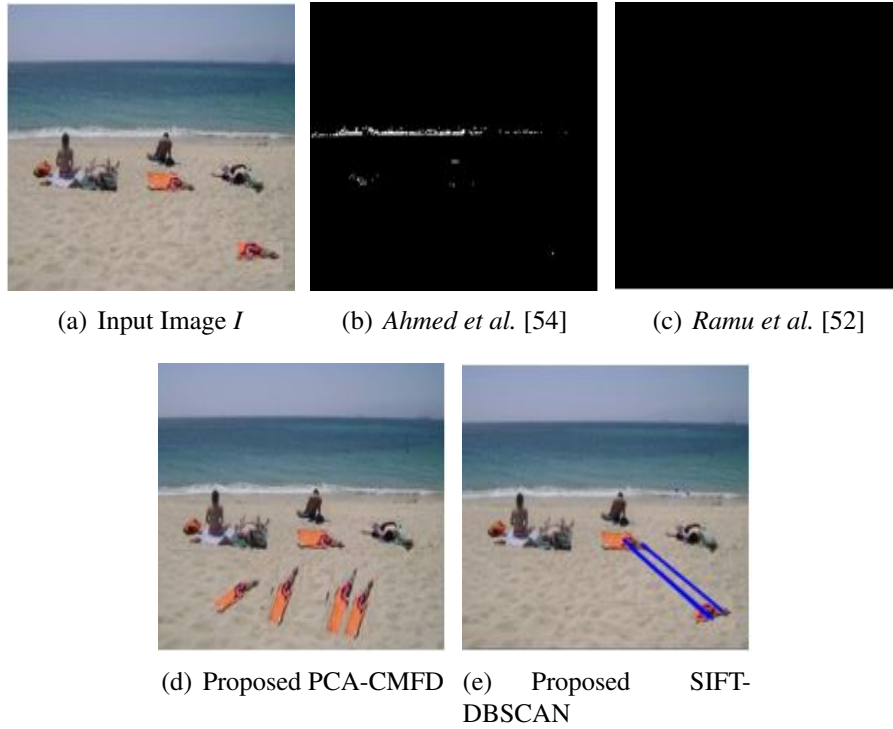 (a) Input Image I
(b) Ahmed et al. [54]
(c) Ramu et al. [52]
(d) Proposed PCA-CMFD
(e) Proposed SIFT-
DBSCAN